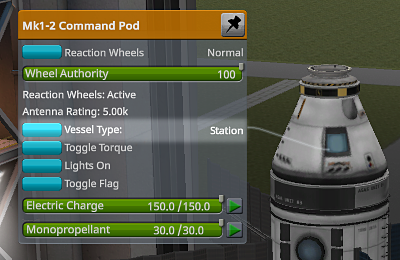 Mk1-2 Command Pod
Reaction Wheels Normal
Wheel Authority 100
Reaction Wheels: Active
Antenna Rating: 5.00k
Vessel Type: Station
Toggle Torque
Lights On
Toggle Flag
Electric Charge 150.0 /150.0
Monopropellant 30.0 /30.0